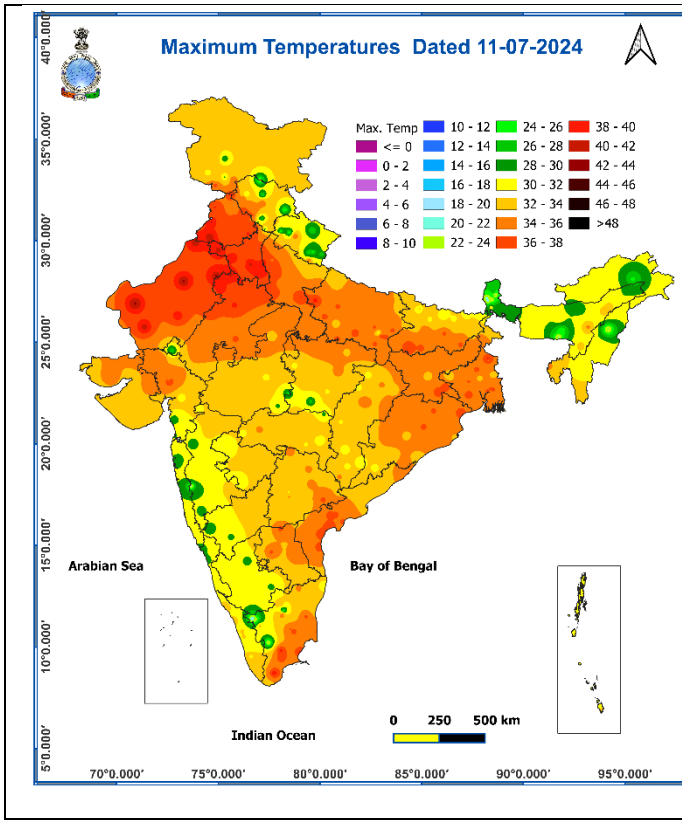 Maximum Temperatures Dated 11-07-2024
Max. Temp
<= 0
0 - 2
2 - 4
4 - 6
6 - 8
8 - 10
10 - 12
12 - 14
14 - 16
16 - 18
18 - 20
20 - 22
22 - 24
24 - 26
26 - 28
28 - 30
30 - 32
32 - 34
34 - 36
36 - 38
38 - 40
40 - 42
42 - 44
44 - 46
46 - 48
>48
40°0.000'
35°0.000'
30°0.000'
25°0.000'
20°0.000'
15°0.000'
10°0.000'
5°0.000'
Arabian Sea
Bay of Bengal
Indian Ocean
0 250 500 km
70°0.000' 75°0.000' 80°0.000' 85°0.000' 90°0.000' 95°0.000'